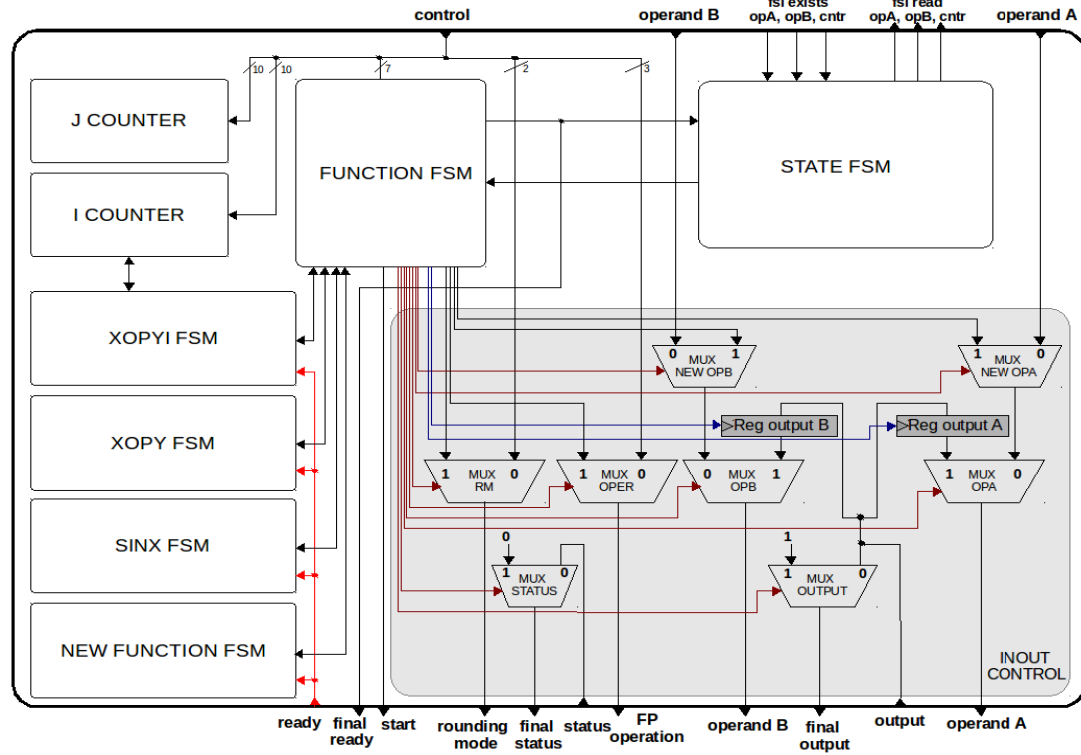 control
operand B
fsl exists
opA, opB, cntr
fsl read
opA, opB, cntr
operand A
10
10
7
2
3
J COUNTER
FUNCTION FSM
STATE FSM
I COUNTER
XOPYI FSM
0
1
MUX
NEW OPB
1
0
MUX
NEW OPA
XOPY FSM
>Reg output B
>Reg output A
1
MUX
RM
0
1
MUX
OPER
0
0
MUX
OPB
1
1
MUX
OPA
0
SINX FSM
0
1
1
MUX
STATUS
0
1
MUX
OUTPUT
0
NEW FUNCTION FSM
INOUT
CONTROL
ready
final
ready
start
rounding
mode
final
status
status
FP
operation
operand B
final
output
output
operand A